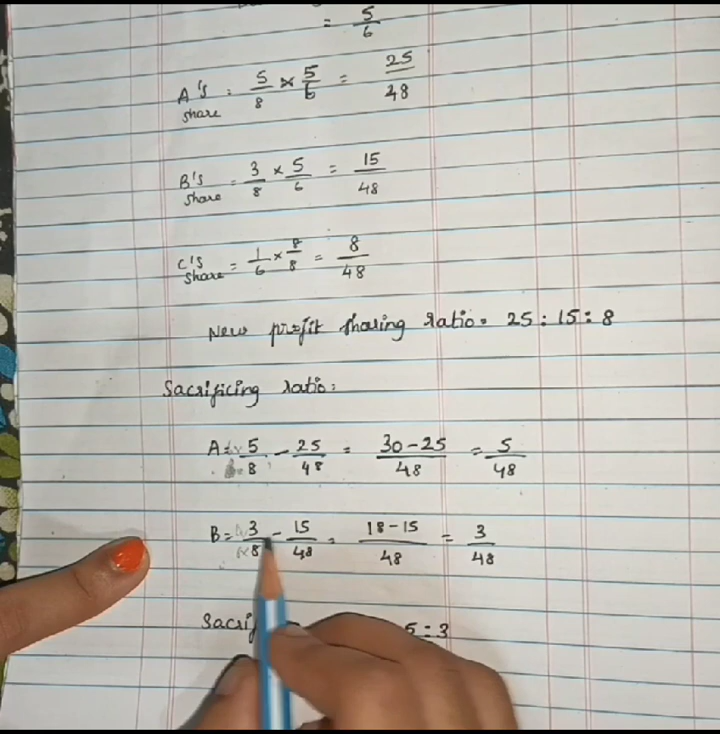 = 5/6
A's share = 5/8 × 5/6 = 25/48
B's share = 3/8 × 5/6 = 15/48
C's share = 1/6 × 8/8 = 8/48
New profit sharing ratio = 25 : 15 : 8
Sacrificing ratio:
A = 5/8 - 25/48 = 30-25/48 = 5/48
B = 3/8 - 15/48 = 18-15/48 = 3/48
5 : 3